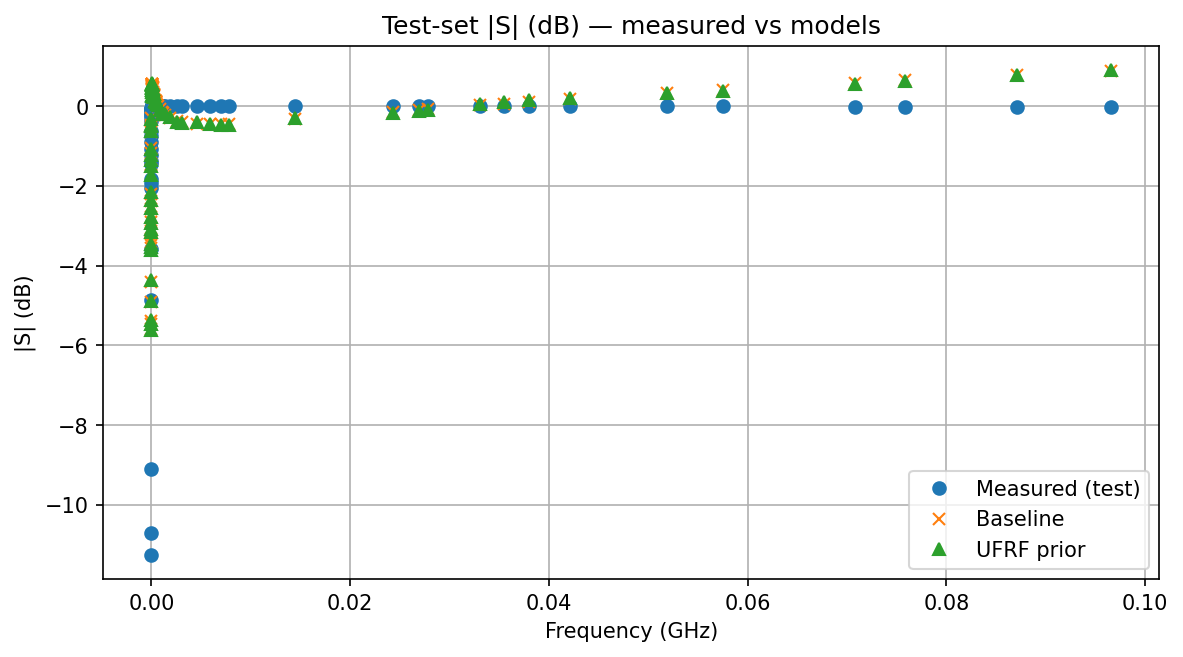 Test-set |S| (dB) — measured vs models
|S| (dB)
0
−2
−4
−6
−8
−10
Measured (test)
Baseline
UFRF prior
0.00
0.02
0.04
0.06
0.08
0.10
Frequency (GHz)